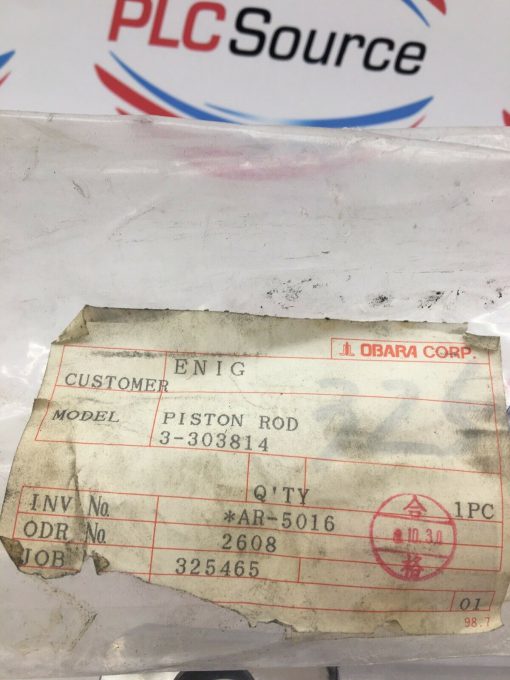 PLCSource
OBARA CORP.
CUSTOMER ENIG
MODEL PISTON ROD
3-303814
Q'TY 1PC
INV No. *AR-5016
ODR No. 2608
JOB 325465
合
10.30
格
01
98.7